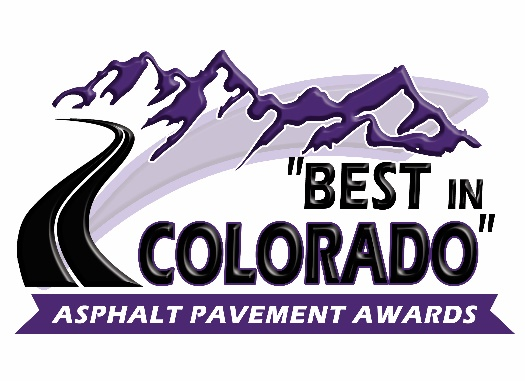 "BEST IN
COLORADO"
ASPHALT PAVEMENT AWARDS